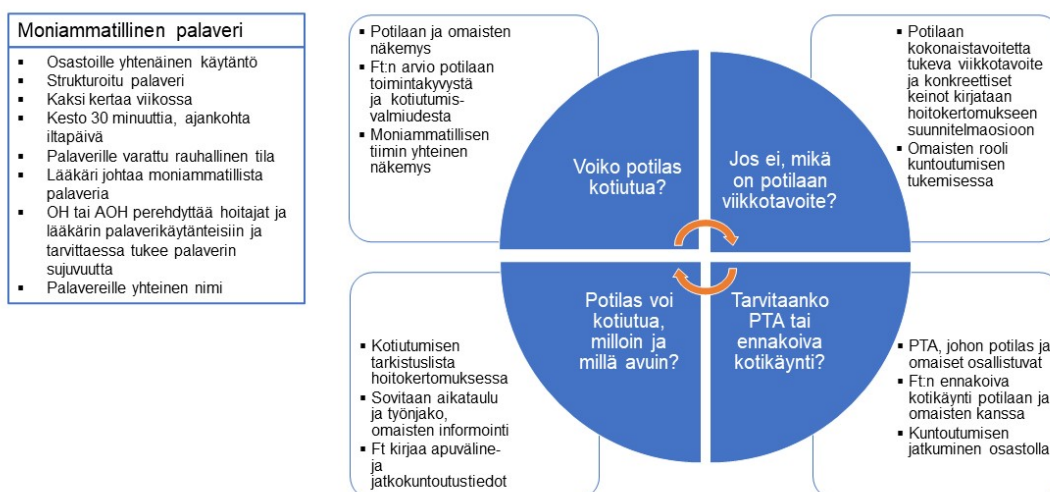 Moniammatillinen palaveri
▪ Osastoille yhtenäinen käytäntö
▪ Strukturoitu palaveri
▪ Kaksi kertaa viikossa
▪ Kesto 30 minuuttia, ajankohta
iltapäivä
▪ Palaverille varattu rauhallinen tila
▪ Lääkäri johtaa moniammatillista
palaveria
▪ OH tai AOH perehdyttää hoitajat ja
lääkärin palaverikäytänteisiin ja
tarvittaessa tukee palaverin
sujuvuutta
▪ Palavereille yhteinen nimi
▪ Potilaan ja omaisten
näkemys
▪ Ft:n arvio potilaan
toimintakyvystä
ja kotiutumis-
valmiudesta
▪ Moniammatillisen
tiimin yhteinen
näkemys
Voiko potilas
kotiutua?
Jos ei, mikä
on potilaan
viikkotavoite?
▪ Potilaan
kokonaistavoitetta
tukeva viikkotavoite
ja konkreettiset
keinot kirjataan
hoitokertomukseen
suunnitelmaosioon
▪ Omaisten rooli
kuntoutumisen
tukemisessa
▪ Kotiutumisen
tarkistuslista
hoitokertomuksessa
▪ Sovitaan aikataulu
ja työnjako,
omaisten informointi
▪ Ft kirjaa apuväline-
ja
jatkokuntoutustiedot
Potilas voi
kotiutua,
milloin ja
millä avuin?
Tarvitaanko
PTA tai
ennakoiva
kotikäynti?
▪ PTA, johon potilas ja
omaiset osallistuvat
▪ Ft:n ennakoiva
kotikäynti potilaan ja
omaisten kanssa
▪ Kuntoutumisen
jatkuminen osastolla